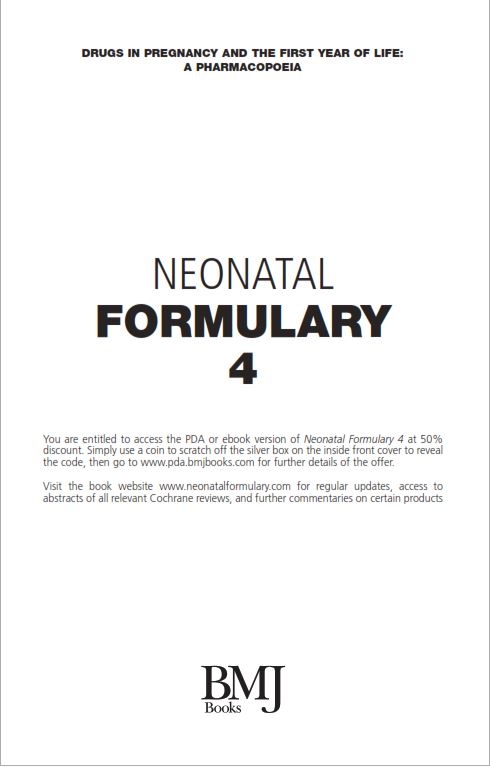 DRUGS IN PREGNANCY AND THE FIRST YEAR OF LIFE:
A PHARMACOPOEIA
NEONATAL
FORMULARY
4
You are entitled to access the PDA or ebook version of Neonatal Formulary 4 at 50%
discount. Simply use a coin to scratch off the silver box on the inside front cover to reveal
the code, then go to www.pda.bmjbooks.com for further details of the offer.
Visit the book website www.neonatalformulary.com for regular updates, access to
abstracts of all relevant Cochrane reviews, and further commentaries on certain products
BMJ
Books